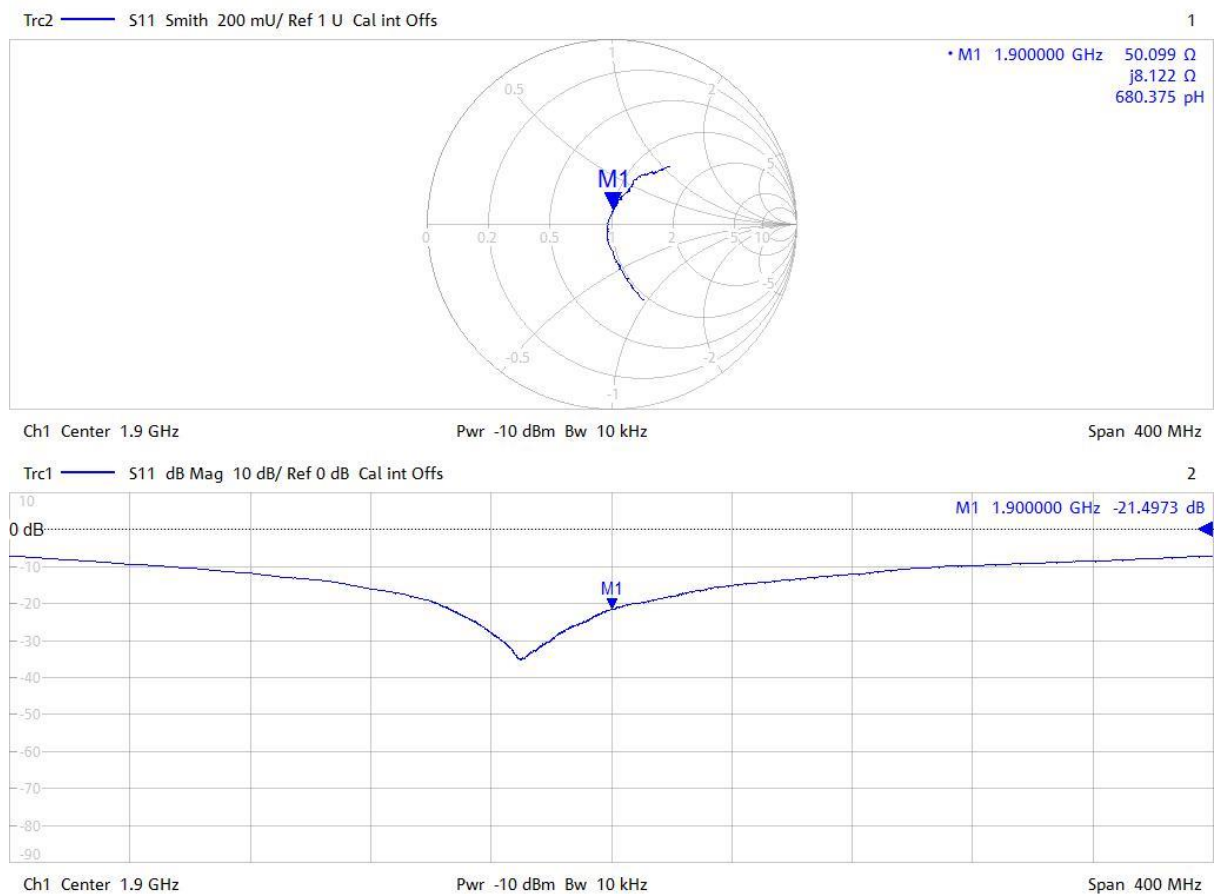 Trc2 S11 Smith 200 mU/ Ref 1 U Cal int Offs 1
• M1 1.900000 GHz 50.099 Ω
j8.122 Ω
680.375 pH
1
0.5 2
5
M1
0 0.2 0.5 1 2 5 10
-5
-0.5 -2
-1
Ch1 Center 1.9 GHz Pwr -10 dBm Bw 10 kHz Span 400 MHz
Trc1 S11 dB Mag 10 dB/ Ref 0 dB Cal int Offs 2
10
M1 1.900000 GHz -21.4973 dB
0 dB
-10
M1
-20
-30
-40
-50
-60
-70
-80
-90
Ch1 Center 1.9 GHz Pwr -10 dBm Bw 10 kHz Span 400 MHz